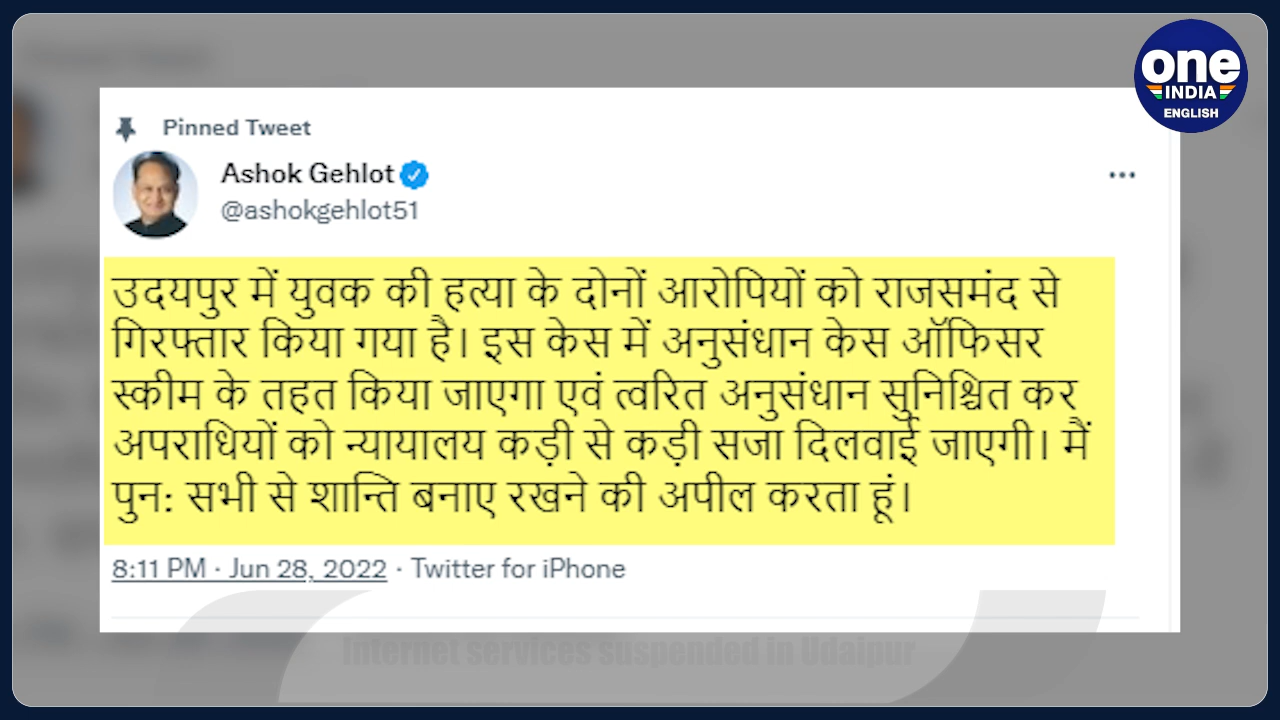 one
INDIA
ENGLISH
Pinned Tweet
Ashok Gehlot
@ashokgehlot51
उदयपुर में युवक की हत्या के दोनों आरोपियों को राजसमंद से
गिरफ्तार किया गया है। इस केस में अनुसंधान केस ऑफिसर
स्कीम के तहत किया जाएगा एवं त्वरित अनुसंधान सुनिश्चित कर
अपराधियों को न्यायालय कड़ी से कड़ी सजा दिलवाई जाएगी। मैं
पुन: सभी से शान्ति बनाए रखने की अपील करता हूं।
8:11 PM · Jun 28, 2022 · Twitter for iPhone
Internet services suspended in Udaipur